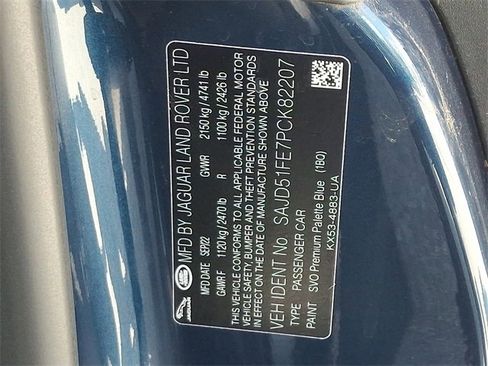 MFD BY JAGUAR LAND ROVER LTD
MFD DATE SEP/22 GVWR 2150 kg / 4741 lb
GAWR F 1120 kg / 2470 lb R 1100 kg / 2426 lb
THIS VEHICLE CONFORMS TO ALL APPLICABLE FEDERAL MOTOR
VEHICLE SAFETY, BUMPER AND THEFT PREVENTION STANDARDS
IN EFFECT ON THE DATE OF MANUFACTURE SHOWN ABOVE
VEH IDENT No. SAJD51FE7PCK82207
TYPE PASSENGER CAR
PAINT SVO Premium Palette Blue (1BO)
KX53-4883-UA
JAGUAR